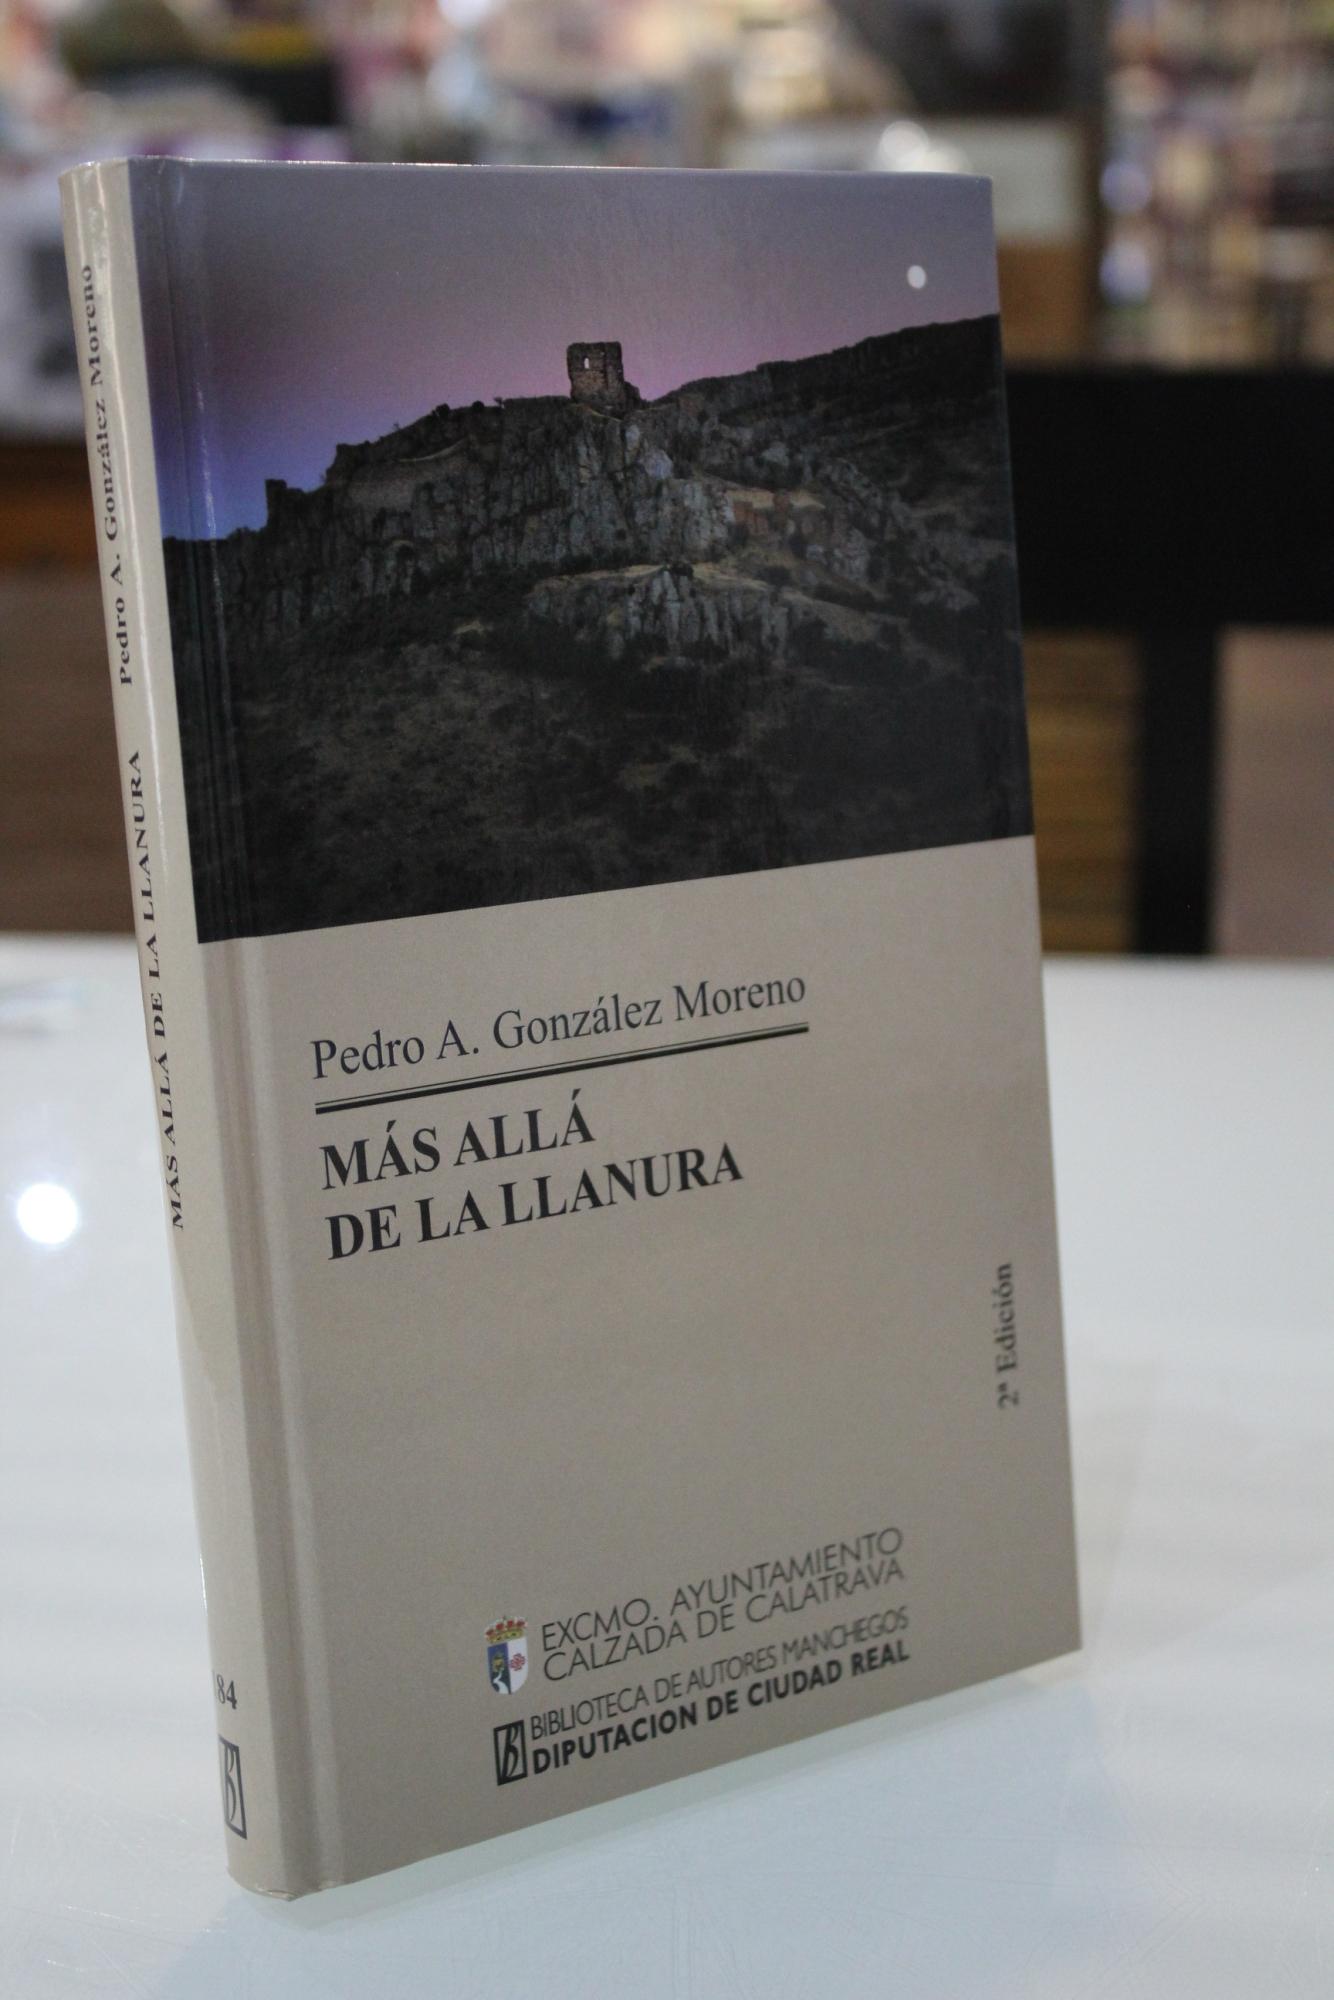 Pedro A. González Moreno
MÁS ALLÁ
DE LA LLANURA
2ª Edición
EXCMO. AYUNTAMIENTO
CALZADA DE CALATRAVA
BIBLIOTECA DE AUTORES MANCHEGOS
DIPUTACION DE CIUDAD REAL
MÁS ALLÁ DE LA LLANURA Pedro A. González Moreno
184